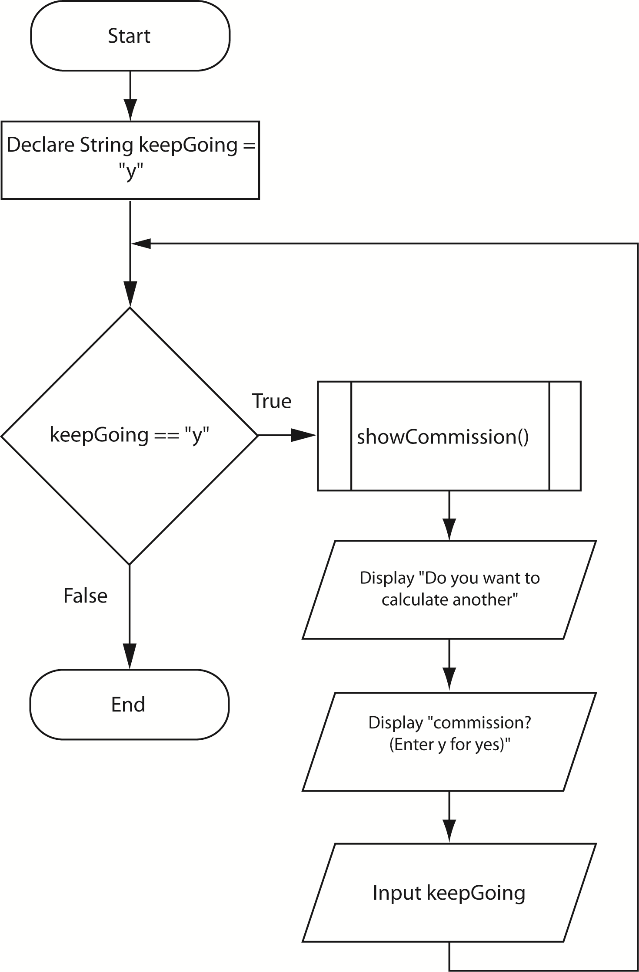 Start
Declare String keepGoing =
"y"
keepGoing == "y"
True
showCommission()
Display "Do you want to
calculate another"
False
End
Display "commission?
(Enter y for yes)"
Input keepGoing